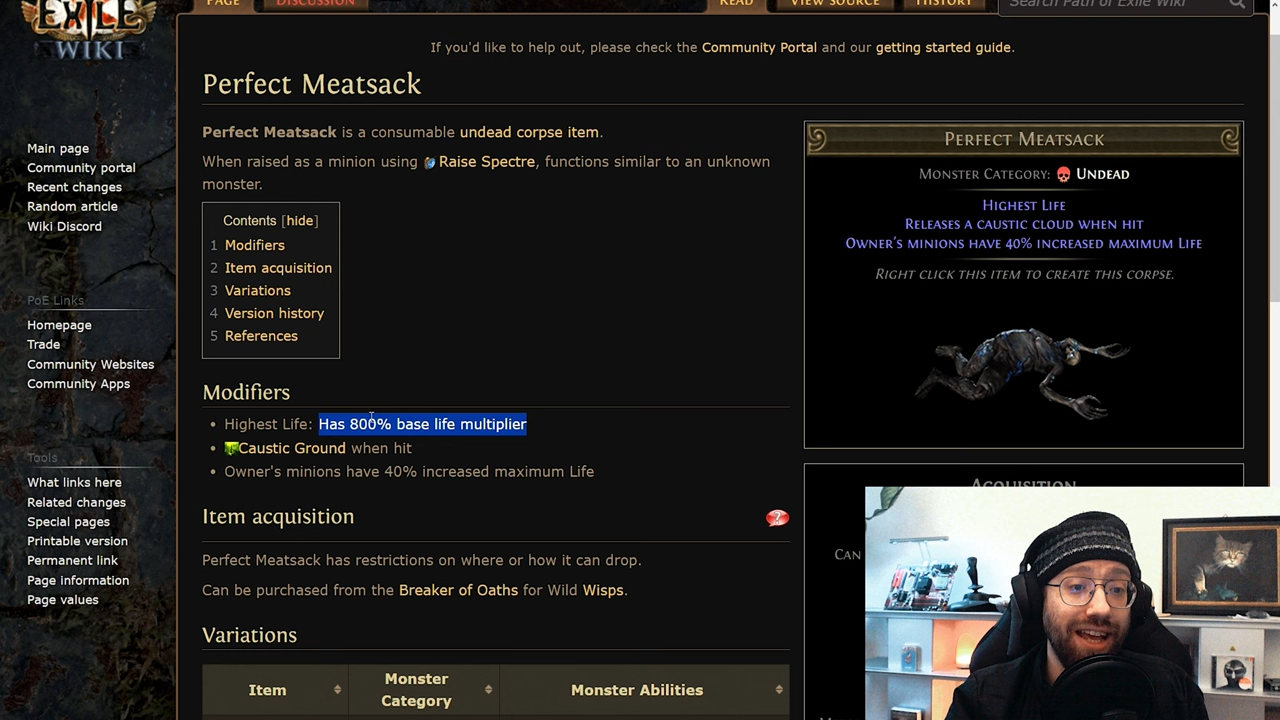 EXILE
WIKI
PAGE
DISCUSSION
READ
VIEW SOURCE
HISTORY
Search Path of Exile Wiki
If you'd like to help out, please check the Community Portal and our getting started guide.
Perfect Meatsack
Perfect Meatsack is a consumable undead corpse item.
When raised as a minion using Raise Spectre, functions similar to an unknown
monster.
Contents [hide]
1 Modifiers
2 Item acquisition
3 Variations
4 Version history
5 References
Modifiers
• Highest Life: Has 800% base life multiplier
• Caustic Ground when hit
• Owner's minions have 40% increased maximum Life
Item acquisition
Perfect Meatsack has restrictions on where or how it can drop.
Can be purchased from the Breaker of Oaths for Wild Wisps.
Variations
Item
Monster
Category
Monster Abilities
Main page
Community portal
Recent changes
Random article
Wiki Discord
PoE Links
Homepage
Trade
Community Websites
Community Apps
Tools
What links here
Related changes
Special pages
Printable version
Permanent link
Page information
Page values
PERFECT MEATSACK
MONSTER CATEGORY: UNDEAD
HIGHEST LIFE
RELEASES A CAUSTIC CLOUD WHEN HIT
OWNER'S MINIONS HAVE 40% INCREASED MAXIMUM LIFE
RIGHT CLICK THIS ITEM TO CREATE THIS CORPSE.
ACQUISITION
CAN